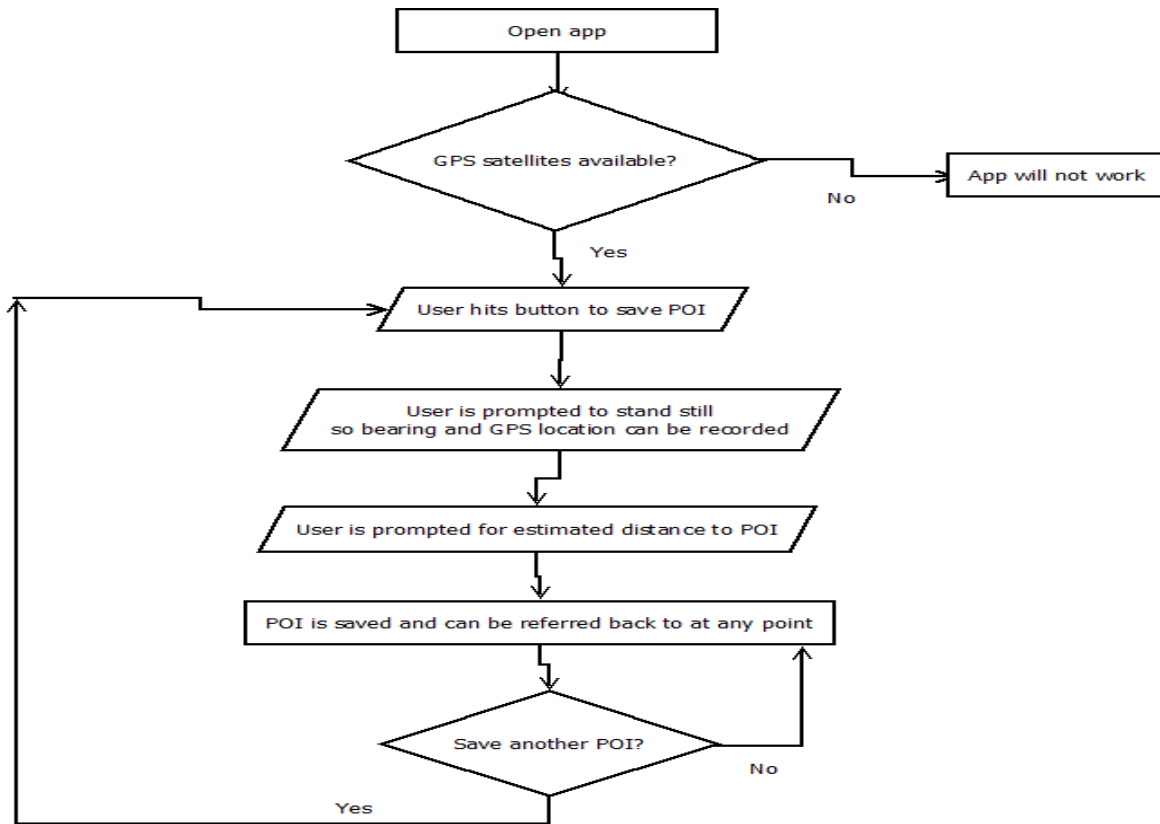 Open app
GPS satellites available?
App will not work
No
Yes
User hits button to save POI
User is prompted to stand still
so bearing and GPS location can be recorded
User is prompted for estimated distance to POI
POI is saved and can be referred back to at any point
Save another POI?
No
Yes